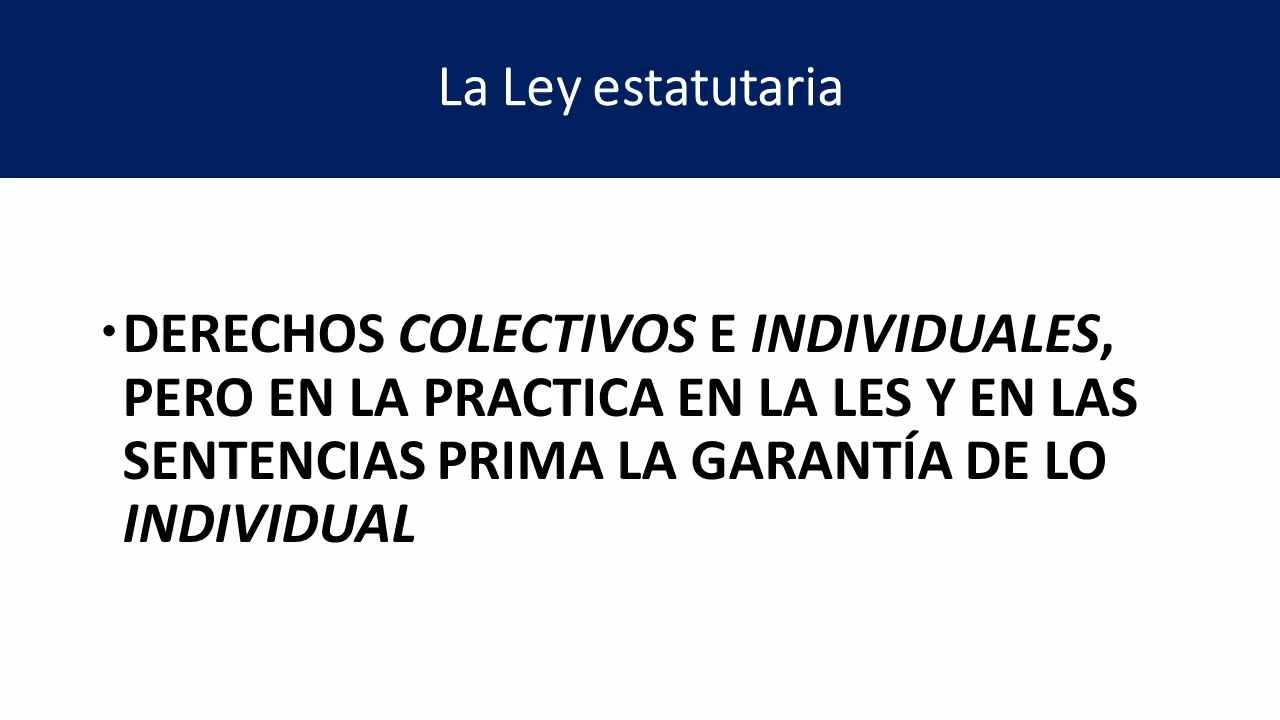 La Ley estatutaria
• DERECHOS COLECTIVOS E INDIVIDUALES,
PERO EN LA PRACTICA EN LA LES Y EN LAS
SENTENCIAS PRIMA LA GARANTÍA DE LO
INDIVIDUAL